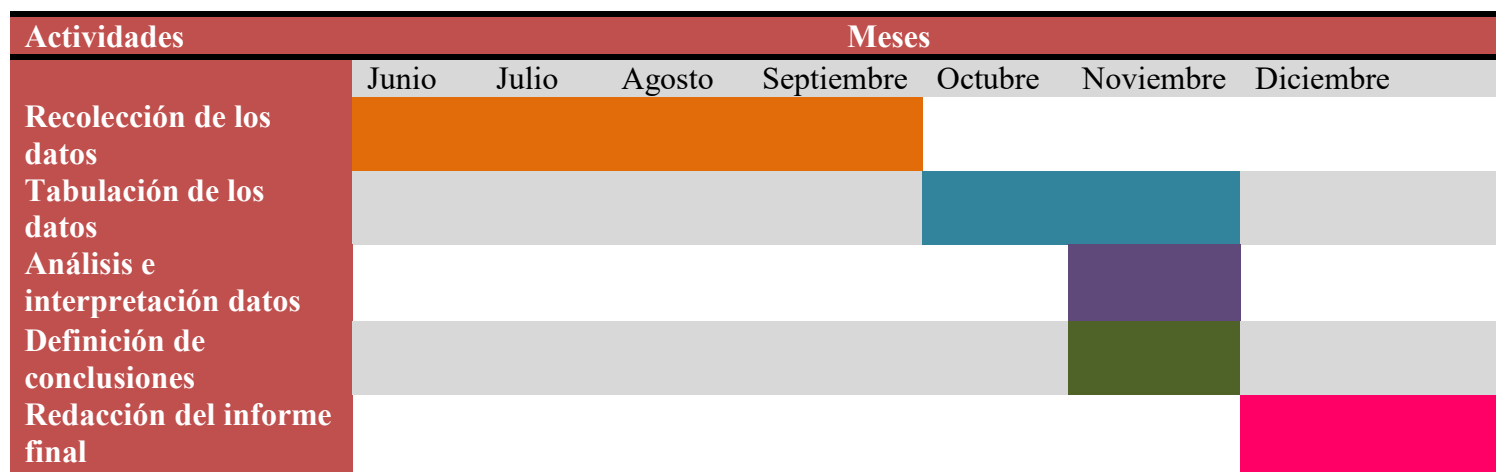 Actividades Meses
Junio Julio Agosto Septiembre Octubre Noviembre Diciembre
Recolección de los
datos
Tabulación de los
datos
Análisis e
interpretación datos
Definición de
conclusiones
Redacción del informe
final